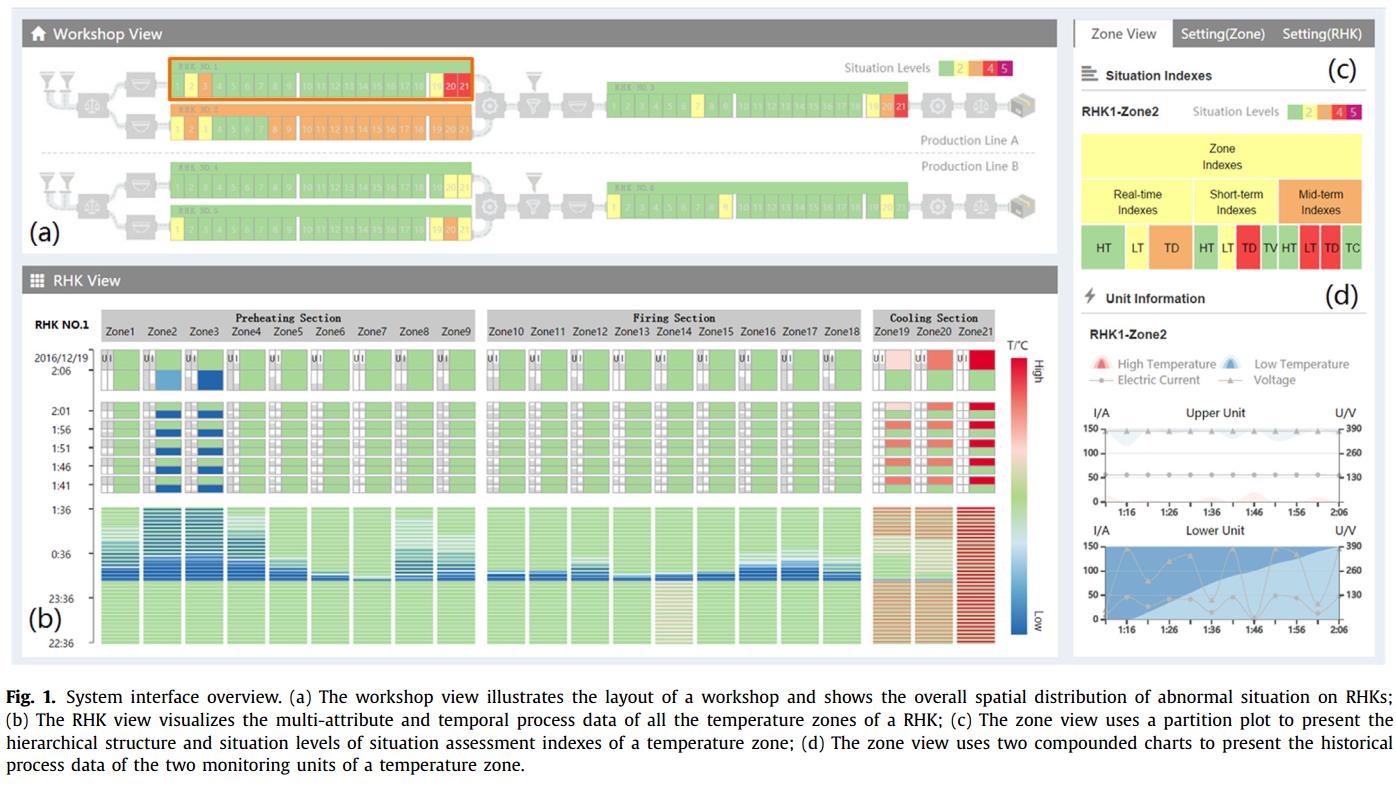 Workshop View
RHK NO.1
1 2 3 4 5 6 7 8 9 10 11 12 13 14 15 16 17 18 19 20 21
RHK NO.2
1 2 3 4 5 6 7 8 9 10 11 12 13 14 15 16 17 18 19 20 21
Situation Levels 2 4 5
RHK NO.3
1 2 3 4 5 6 7 8 9 10 11 12 13 14 15 16 17 18 19 20 21
Production Line A
Production Line B
RHK NO.4
1 2 3 4 5 6 7 8 9 10 11 12 13 14 15 16 17 18 19 20 21
RHK NO.5
1 2 3 4 5 6 7 8 9 10 11 12 13 14 15 16 17 18 19 20 21
RHK NO.6
1 2 3 4 5 6 7 8 9 10 11 12 13 14 15 16 17 18 19 20 21
(a)
RHK View
RHK NO.1
Preheating Section Firing Section Cooling Section
Zone1 Zone2 Zone3 Zone4 Zone5 Zone6 Zone7 Zone8 Zone9 Zone10 Zone11 Zone12 Zone13 Zone14 Zone15 Zone16 Zone17 Zone18 Zone19 Zone20 Zone21
2016/12/19
2:06
2:01
1:56
1:51
1:46
1:41
1:36
0:36
23:36
22:36
(b)
T/°C
High
Low
Zone View Setting(Zone) Setting(RHK)
Situation Indexes (c)
RHK1-Zone2 Situation Levels 2 4 5
Zone
Indexes
Real-time Short-term Mid-term
Indexes Indexes Indexes
HT LT TD HT LT TD TV HT LT TD TC
Unit Information (d)
RHK1-Zone2
High Temperature Low Temperature
Electric Current Voltage
I/A Upper Unit U/V
150 390
100 260
50 130
0
1:16 1:26 1:36 1:46 1:56 2:06
I/A Lower Unit U/V
150 390
100 260
50 130
0
1:16 1:26 1:36 1:46 1:56 2:06
Fig. 1. System interface overview. (a) The workshop view illustrates the layout of a workshop and shows the overall spatial distribution of abnormal situation on RHKs;
(b) The RHK view visualizes the multi-attribute and temporal process data of all the temperature zones of a RHK; (c) The zone view uses a partition plot to present the
hierarchical structure and situation levels of situation assessment indexes of a temperature zone; (d) The zone view uses two compounded charts to present the historical
process data of the two monitoring units of a temperature zone.